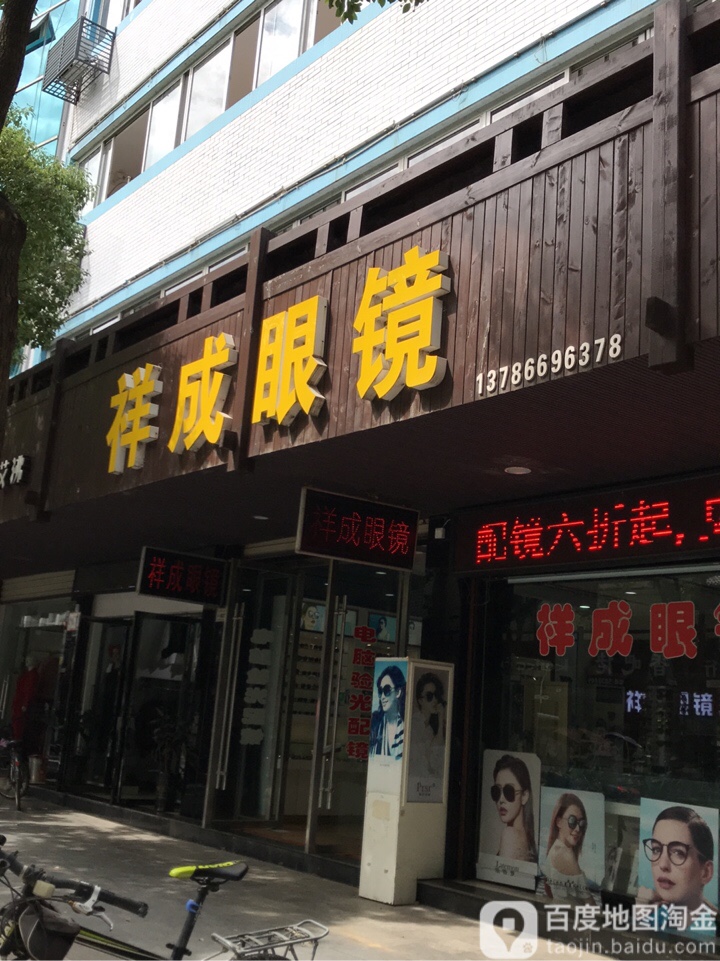 祥成眼镜
13786696378
祥成眼镜
祥成眼镜
配镜六折起，
祥成眼
电脑验光配镜
眼镜
百度地图淘金
taojin.baidu.com